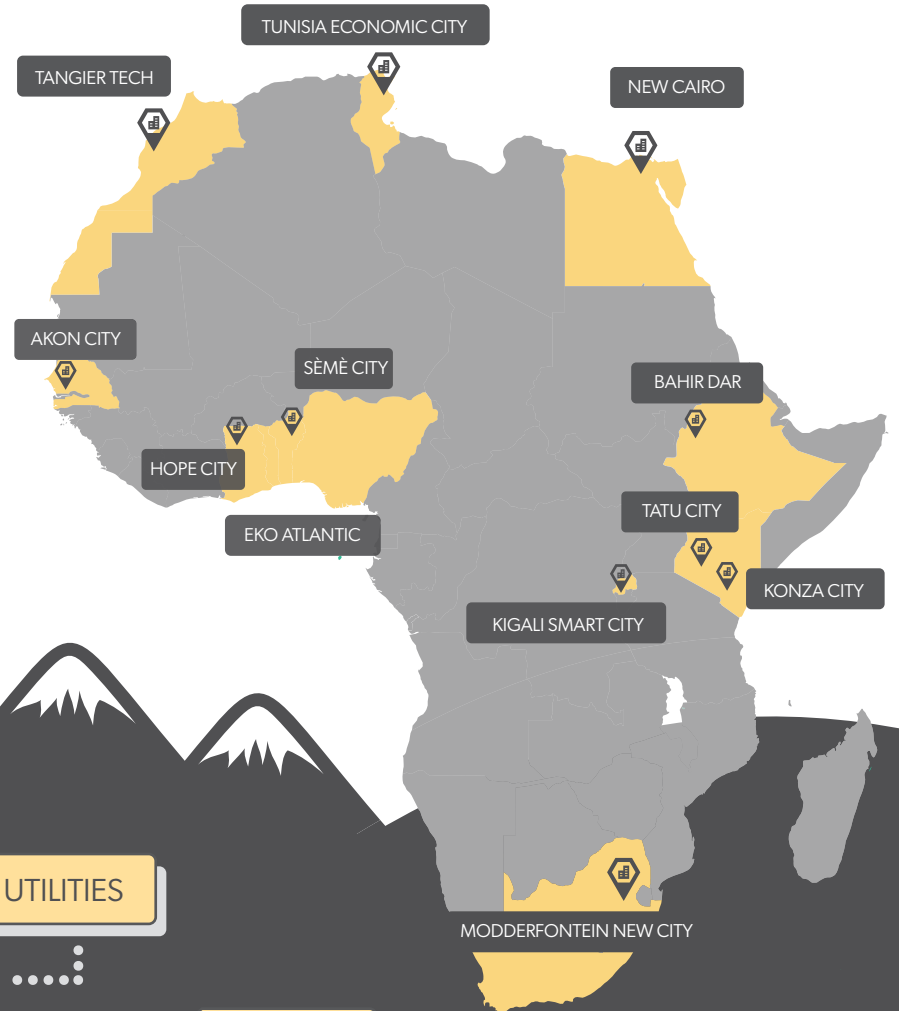 TUNISIA ECONOMIC CITY
TANGIER TECH
NEW CAIRO
AKON CITY
SÈMÈ CITY
BAHIR DAR
HOPE CITY
TATU CITY
EKO ATLANTIC
KONZA CITY
KIGALI SMART CITY
UTILITIES
MODDERFONTEIN NEW CITY